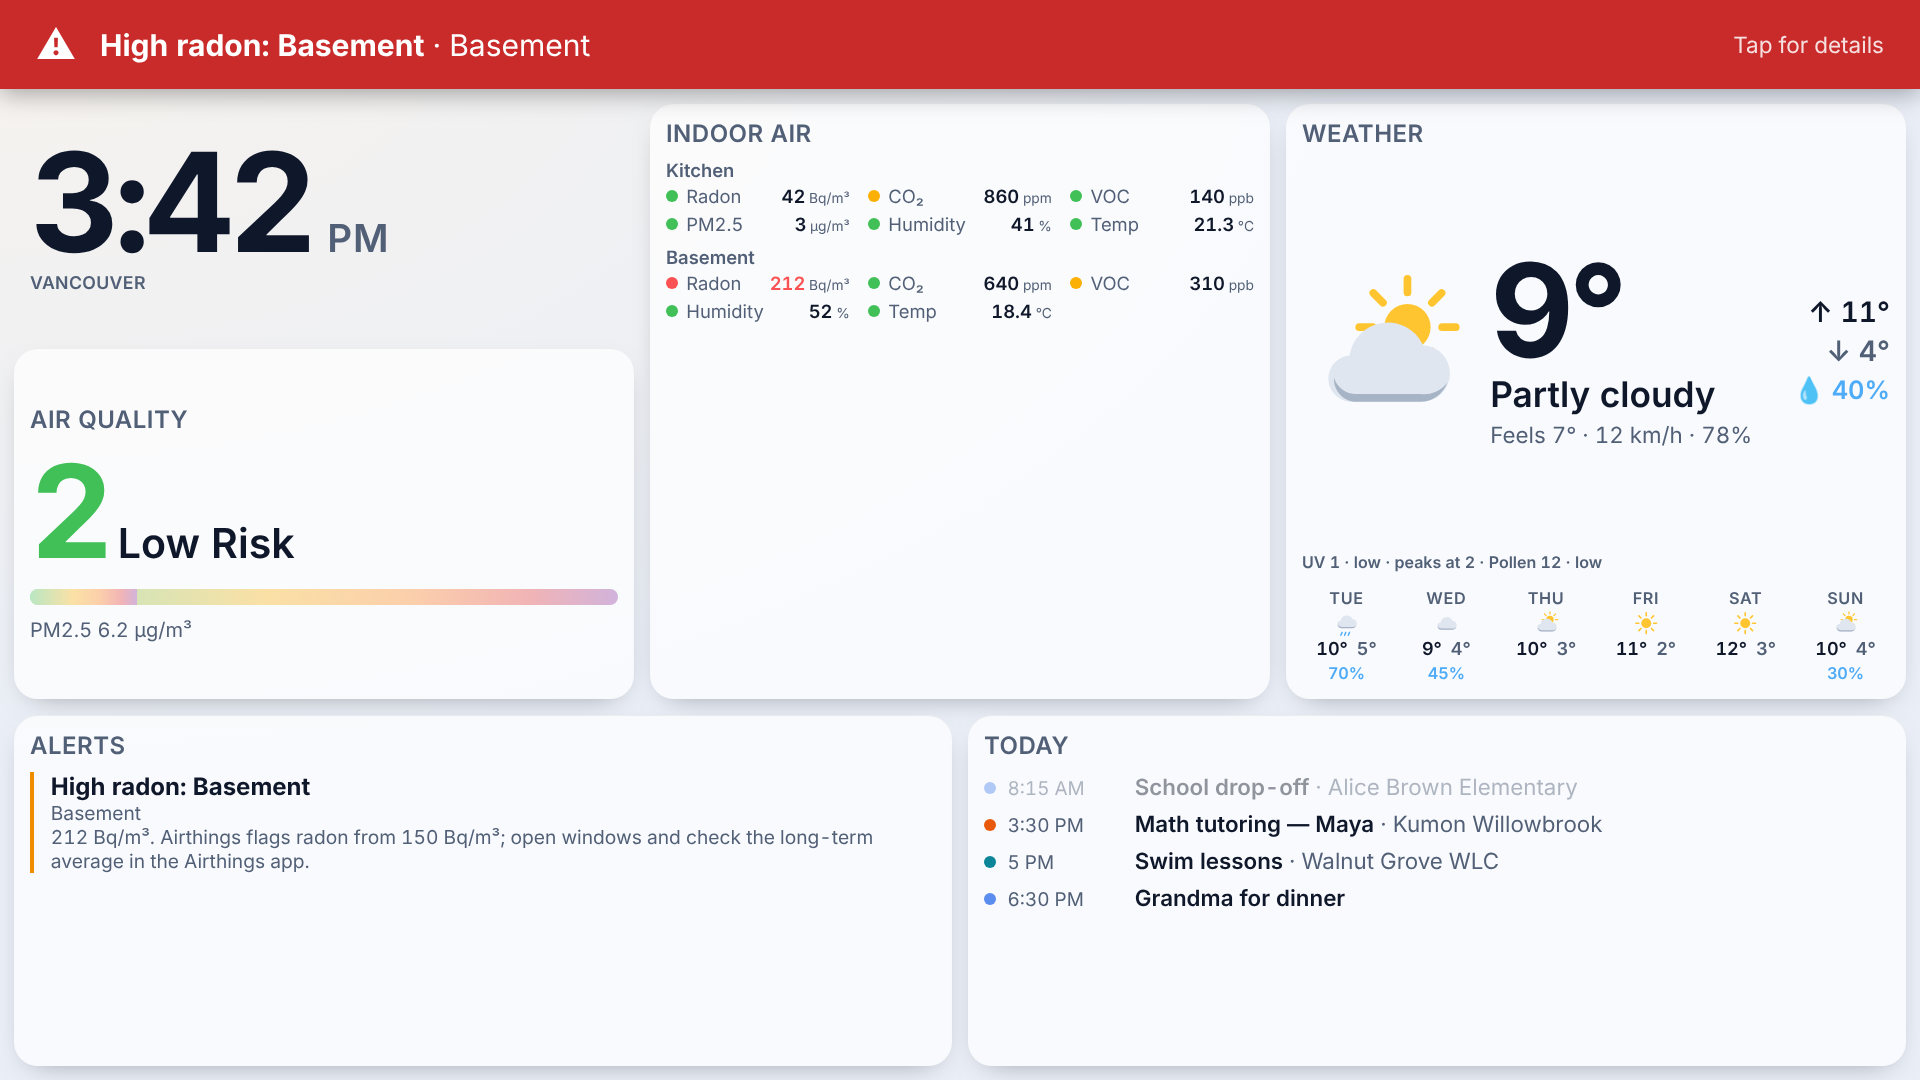 High radon: Basement · Basement
Tap for details
3:42 PM
VANCOUVER
AIR QUALITY
2 Low Risk
PM2.5 6.2 µg/m³
INDOOR AIR
Kitchen
Radon 42 Bq/m³ CO₂ 860 ppm VOC 140 ppb
PM2.5 3 µg/m³ Humidity 41 % Temp 21.3 °C
Basement
Radon 212 Bq/m³ CO₂ 640 ppm VOC 310 ppb
Humidity 52 % Temp 18.4 °C
WEATHER
9°
↑ 11°
↓ 4°
40%
Partly cloudy
Feels 7° · 12 km/h · 78%
UV 1 · low · peaks at 2 · Pollen 12 · low
TUE WED THU FRI SAT SUN
10° 5° 9° 4° 10° 3° 11° 2° 12° 3° 10° 4°
70% 45% 30%
ALERTS
High radon: Basement
Basement
212 Bq/m³. Airthings flags radon from 150 Bq/m³; open windows and check the long-term
average in the Airthings app.
TODAY
8:15 AM School drop-off · Alice Brown Elementary
3:30 PM Math tutoring — Maya · Kumon Willowbrook
5 PM Swim lessons · Walnut Grove WLC
6:30 PM Grandma for dinner